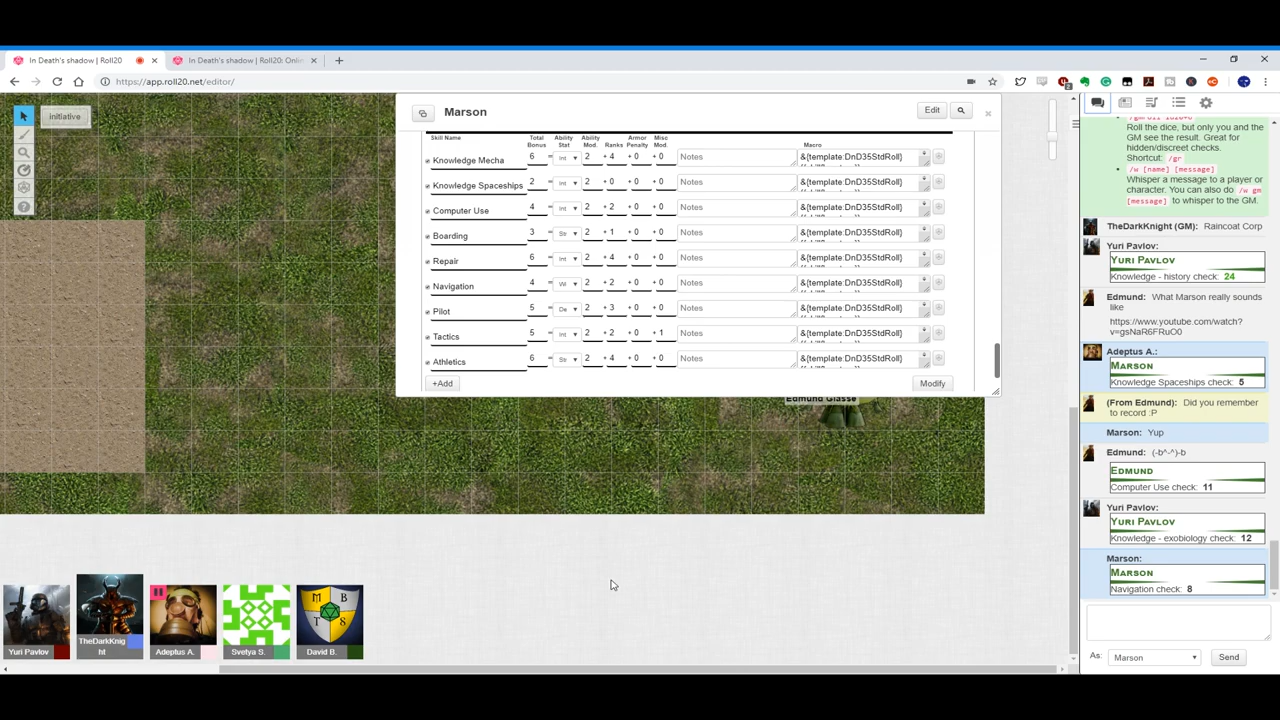 In Death's shadow | Roll20
In Death's shadow | Roll20: Onlin
https://app.roll20.net/editor/
initiative
Marson
Edit
Skill Name Total Bonus Ability Stat Ability Mod. Ranks Armor Penalty Misc Mod. Macro
Knowledge Mecha 6 = Int 2 + 4 + 0 + 0 Notes &{template:DnD35StdRoll}
Knowledge Spaceships 2 = Int 2 + 0 + 0 + 0 Notes &{template:DnD35StdRoll}
Computer Use 4 = Int 2 + 2 + 0 + 0 Notes &{template:DnD35StdRoll}
Boarding 3 = Str 2 + 1 + 0 + 0 Notes &{template:DnD35StdRoll}
Repair 6 = Int 2 + 4 + 0 + 0 Notes &{template:DnD35StdRoll}
Navigation 4 = Wi 2 + 2 + 0 + 0 Notes &{template:DnD35StdRoll}
Pilot 5 = De 2 + 3 + 0 + 0 Notes &{template:DnD35StdRoll}
Tactics 5 = Int 2 + 2 + 0 + 1 Notes &{template:DnD35StdRoll}
Athletics 6 = Str 2 + 4 + 0 + 0 Notes &{template:DnD35StdRoll}
+Add
Modify
Edmund Glasse
Roll the dice, but only you and the
GM see the result. Great for
hidden/discreet checks.
Shortcut: /gr
/w [name] [message]
Whisper a message to a player or
character. You can also do /w gm
[message] to whisper to the GM.
TheDarkKnight (GM): Raincoat Corp
Yuri Pavlov:
YURI PAVLOV
Knowledge - history check: 24
Edmund: What Marson really sounds
like
https://www.youtube.com/watch?
v=gsNaR6FRuO0
Adeptus A.:
MARSON
Knowledge Spaceships check: 5
(From Edmund): Did you remember
to record :P
Marson: Yup
Edmund: (-b^-^)-b
EDMUND
Computer Use check: 11
Yuri Pavlov:
YURI PAVLOV
Knowledge - exobiology check: 12
Marson:
MARSON
Navigation check: 8
As: Marson
Send
Yuri Pavlov
TheDarkKnig
ht
Adeptus A.
Svetya S.
M B
T S
David B.